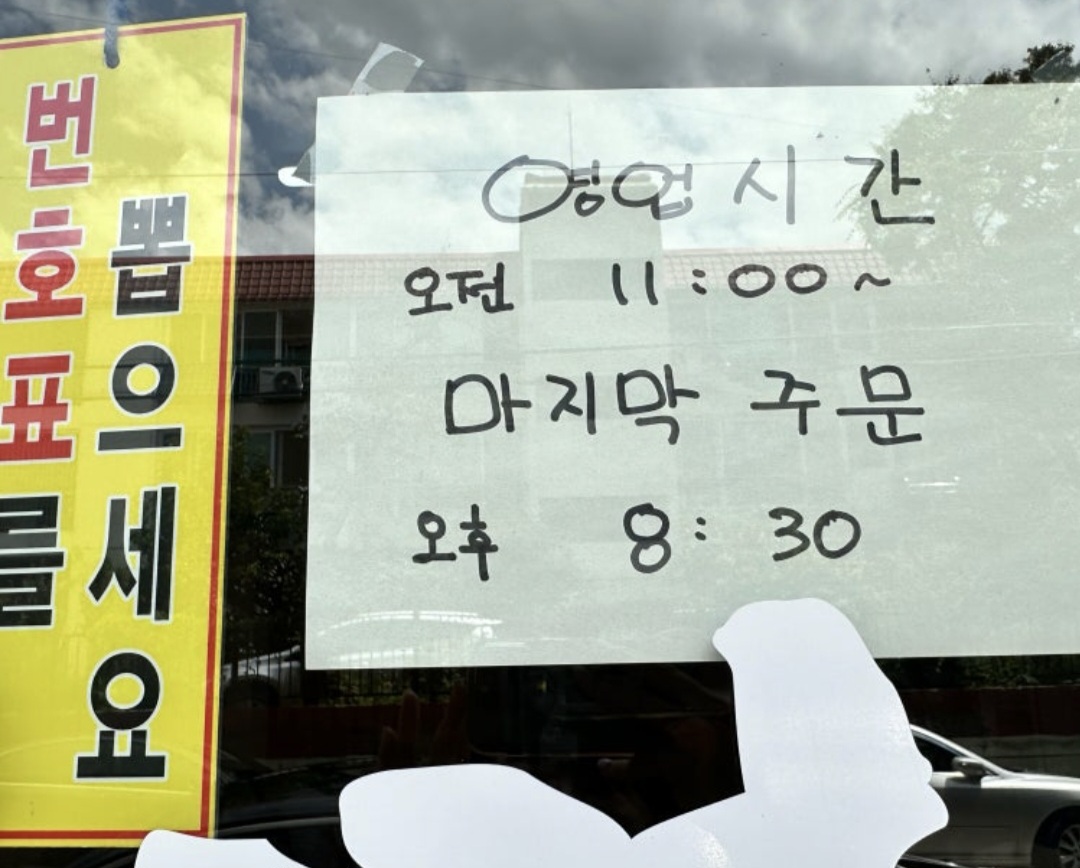 번호표를
뽑으세요
영업시간
오전 11:00~
마지막 주문
오후 8:30